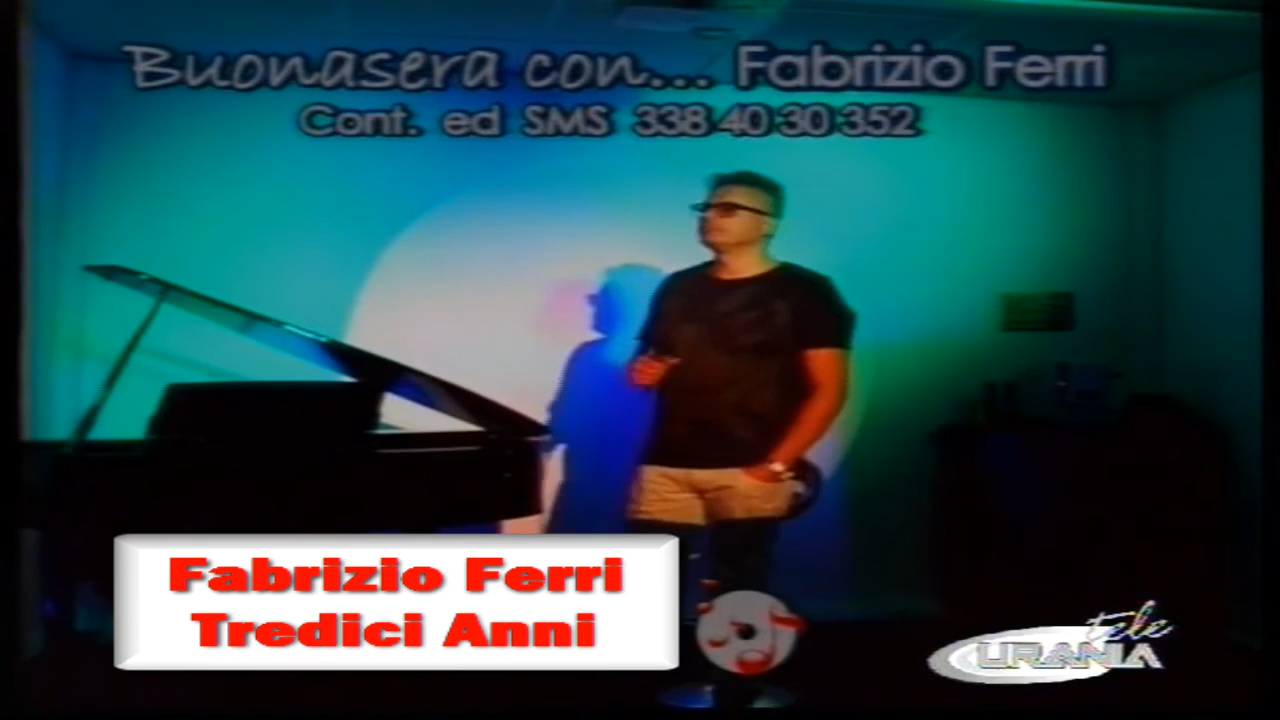 Buonasera con... Fabrizio Ferri
Cont. ed SMS 338 40 30 352
Fabrizio Ferri
Tredici Anni
tele
URANIA